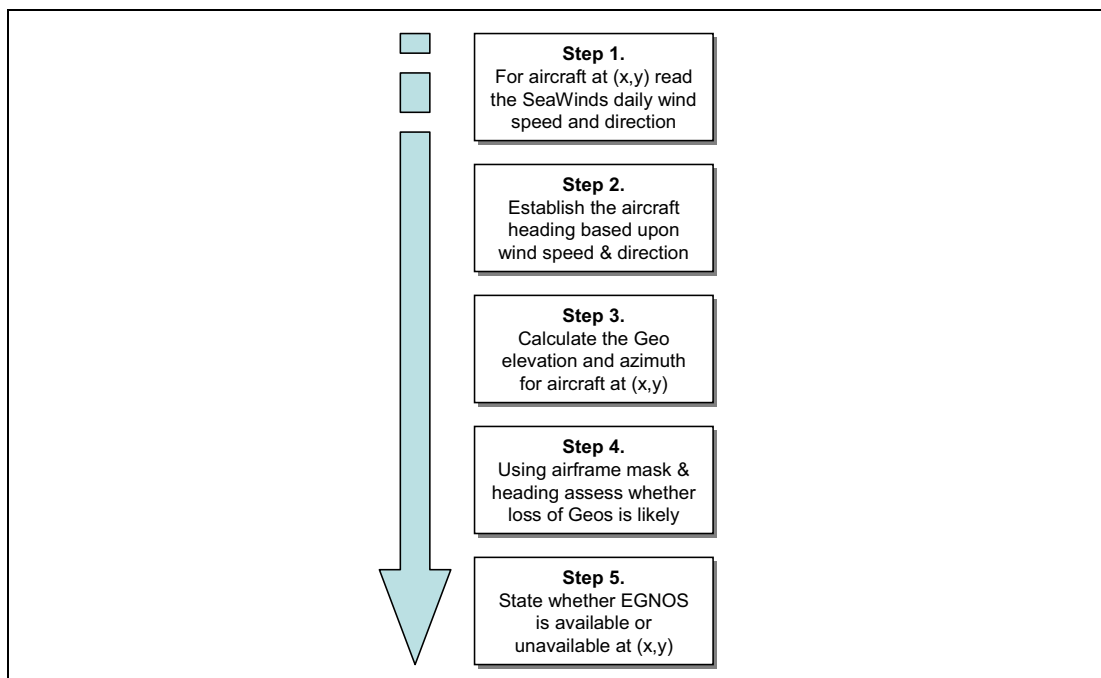 Step 1.
For aircraft at (x,y) read
the SeaWinds daily wind
speed and direction
Step 2.
Establish the aircraft
heading based upon
wind speed & direction
Step 3.
Calculate the Geo
elevation and azimuth
for aircraft at (x,y)
Step 4.
Using airframe mask &
heading assess whether
loss of Geos is likely
Step 5.
State whether EGNOS
is available or
unavailable at (x,y)